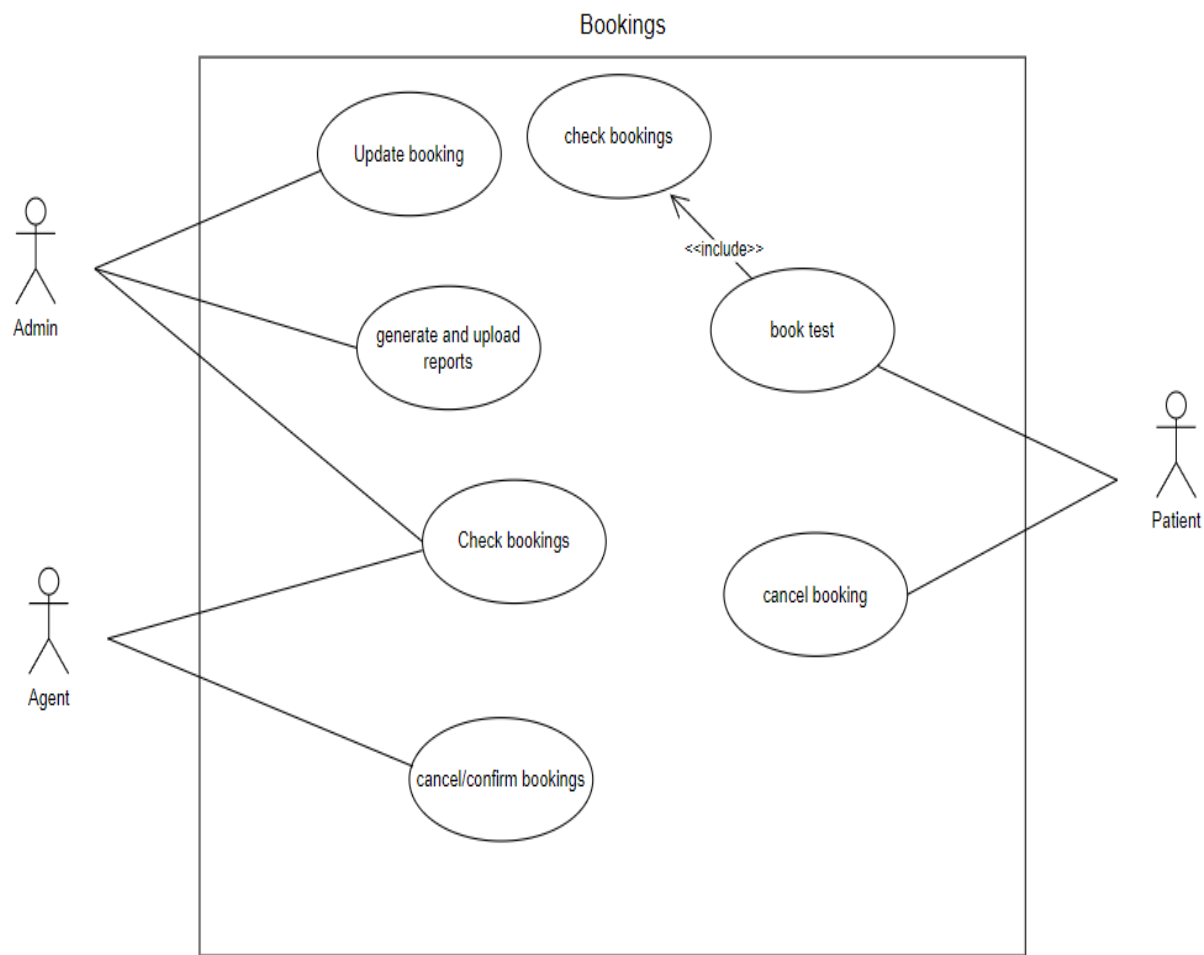 Bookings
Update booking
check bookings
<<include>>
Admin
generate and upload
reports
book test
Check bookings
Patient
cancel booking
Agent
cancel/confirm bookings